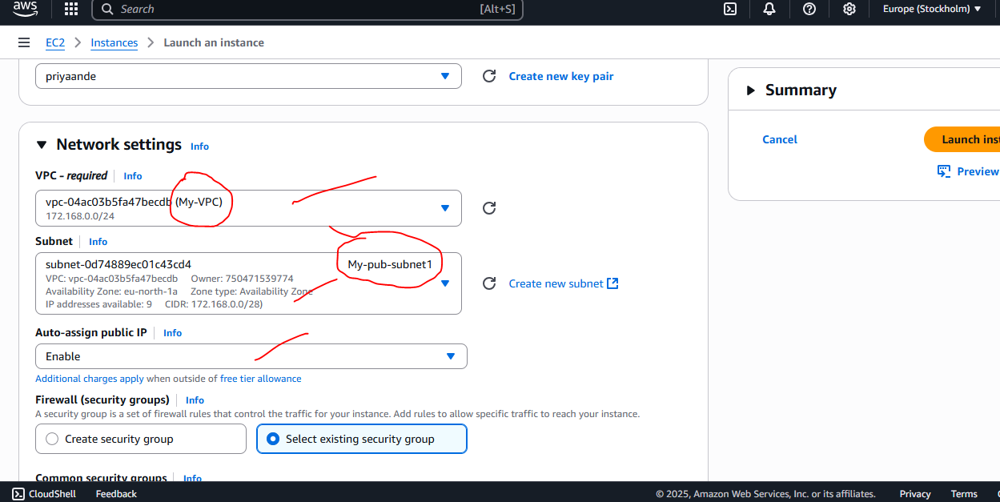 aws
Search [Alt+S] Europe (Stockholm)
EC2 Instances Launch an instance
priyaande
Create new key pair
Summary
Cancel
Launch inst
Preview
Network settings Info
VPC - required Info
vpc-04ac03b5fa47becdb (My-VPC)
172.168.0.0/24
Subnet Info
subnet-0d74889ec01c43cd4 My-pub-subnet1
VPC: vpc-04ac03b5fa47becdb Owner: 750471539774
Availability Zone: eu-north-1a Zone type: Availability Zone
IP addresses available: 9 CIDR: 172.168.0.0/28)
Create new subnet
Auto-assign public IP Info
Enable
Additional charges apply when outside of free tier allowance
Firewall (security groups) Info
A security group is a set of firewall rules that control the traffic for your instance. Add rules to allow specific traffic to reach your instance.
Create security group
Select existing security group
Common security groups Info
CloudShell Feedback © 2025, Amazon Web Services, Inc. or its affiliates. Privacy Terms